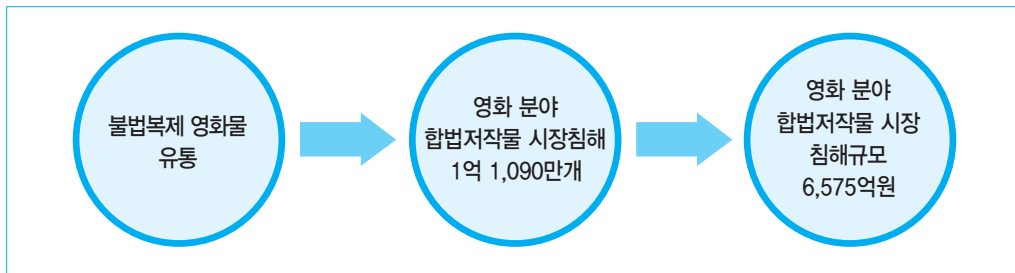 불법복제 영화물
유통
영화 분야
합법저작물 시장침해
1억 1,090만개
영화 분야
합법저작물 시장
침해규모
6,575억원